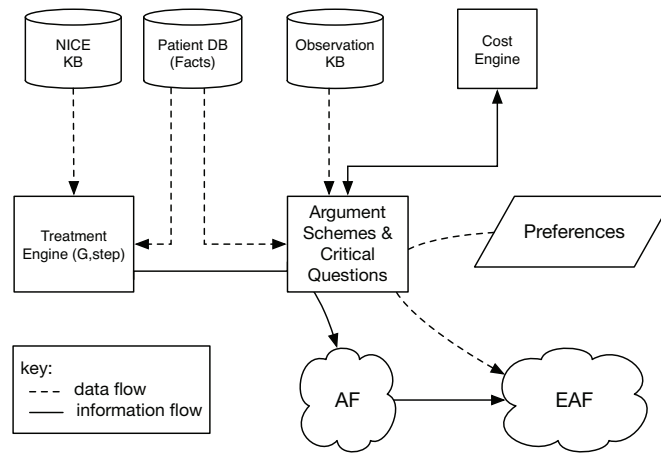 NICE
KB
Patient DB
(Facts)
Observation
KB
Cost
Engine
Treatment
Engine (G,step)
Argument
Schemes &
Critical
Questions
Preferences
key:
data flow
information flow
AF
EAF